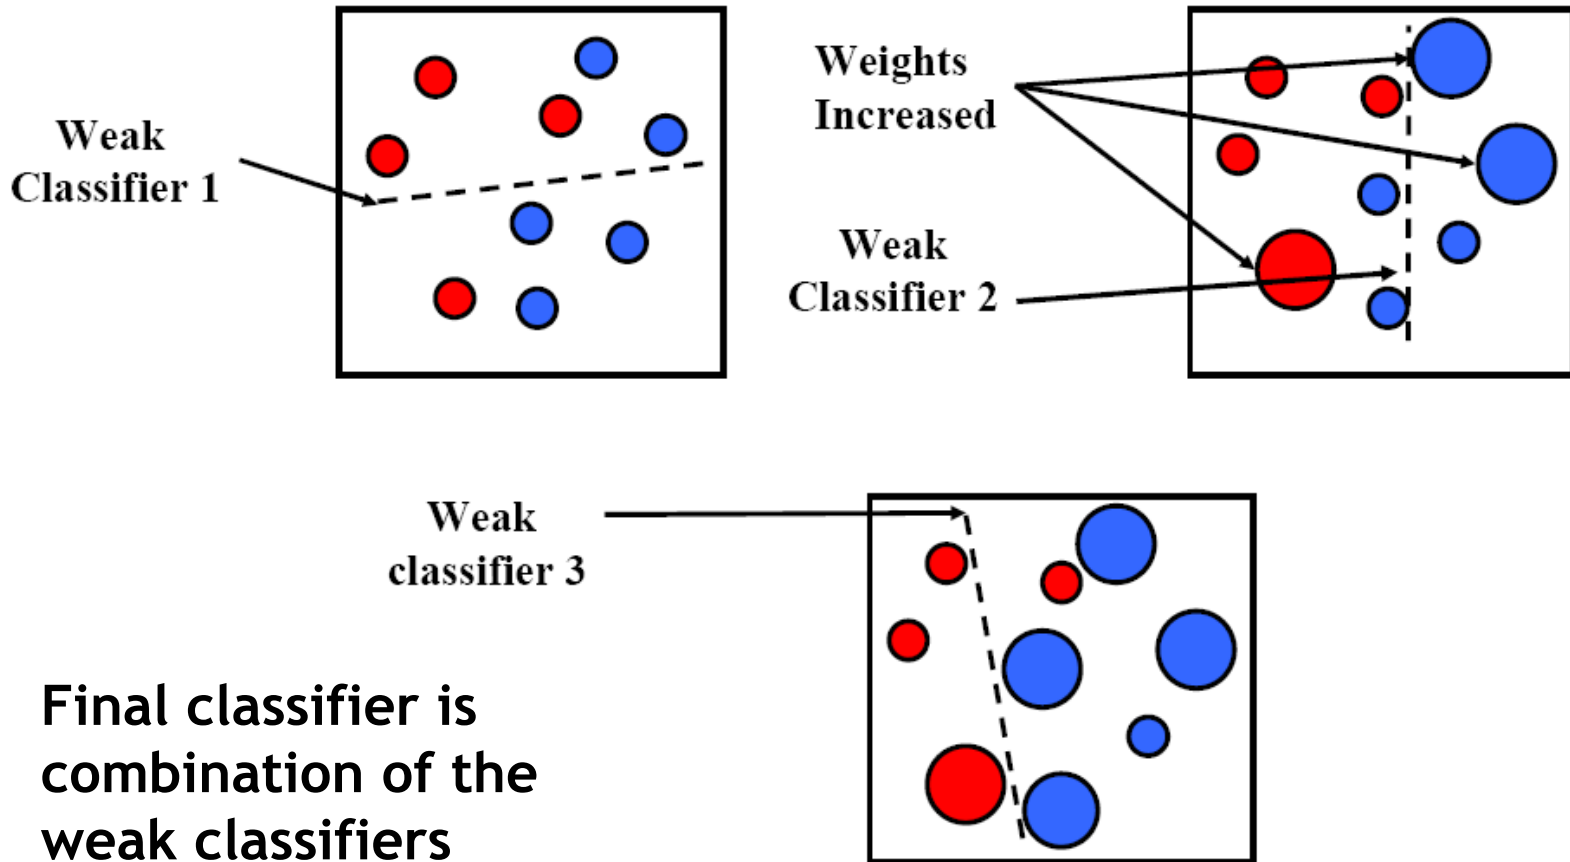 Weak
Classifier 1
Weights
Increased
Weak
Classifier 2
Weak
classifier 3
Final classifier is
combination of the
weak classifiers